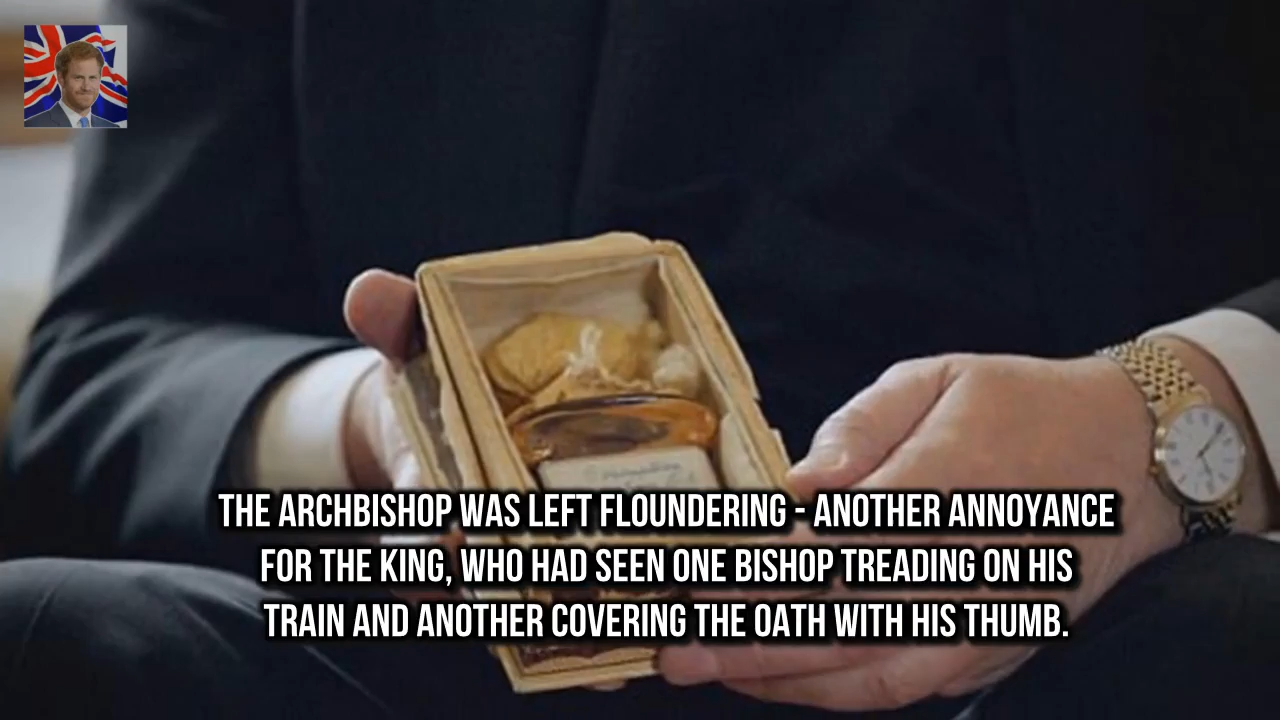 THE ARCHBISHOP WAS LEFT FLOUNDERING - ANOTHER ANNOYANCE
FOR THE KING, WHO HAD SEEN ONE BISHOP TREADING ON HIS
TRAIN AND ANOTHER COVERING THE OATH WITH HIS THUMB.